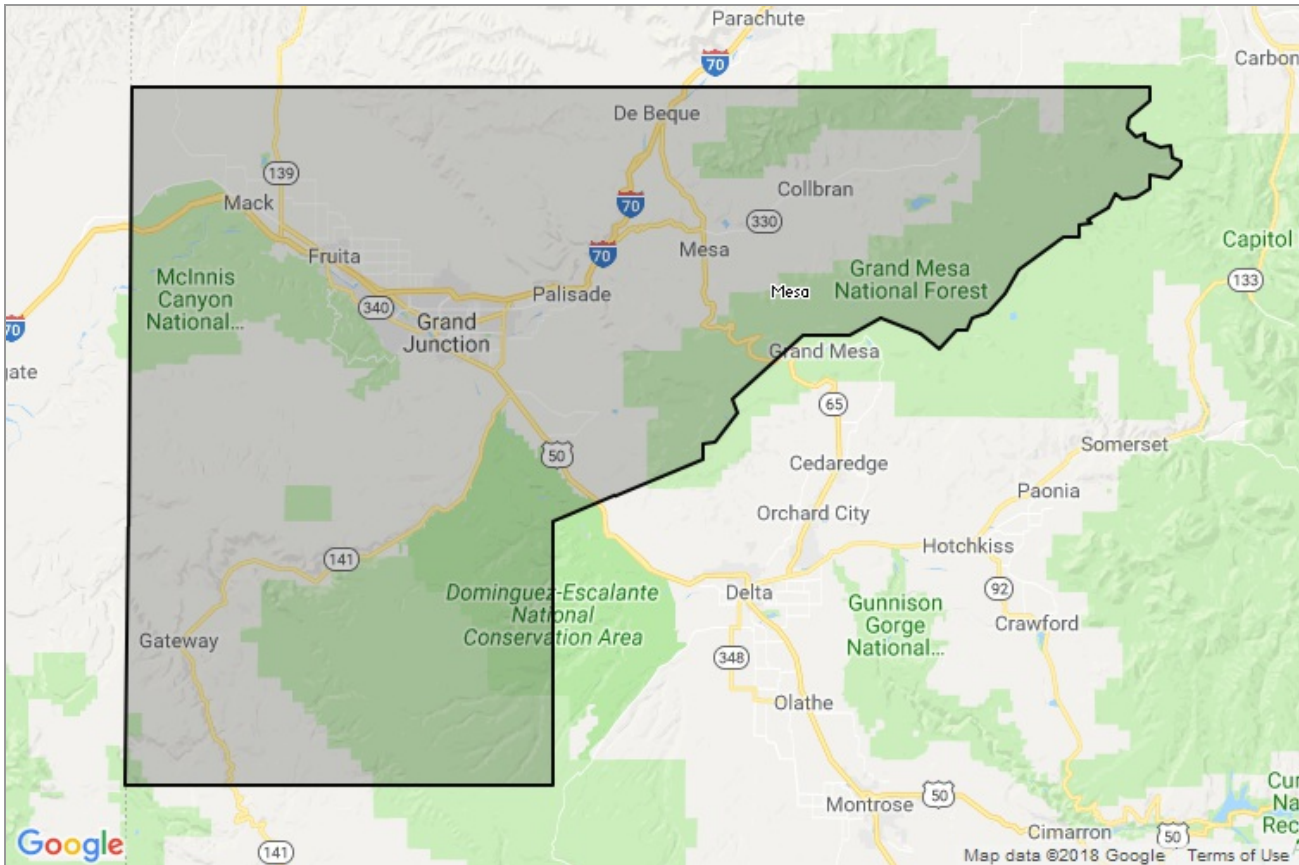 Parachute
70
Carbon
De Beque
139
Collbran
Mack
70
330
Fruita
Mesa
70
Capitol
McInnis
Canyon
National...
Grand Mesa
National Forest
133
Palisade
Mesa
340
70
Grand
Junction
Grand Mesa
gate
65
50
Somerset
Cedaredge
Paonia
Orchard City
Hotchkiss
141
92
Dominguez-Escalante
National
Conservation Area
Delta
Gunnison
Gorge
National...
Crawford
Gateway
348
Olathe
Montrose
50
Cur
Na
Rec
Cimarron
50
141
Google
Map data ©2018 Google
Terms of Use